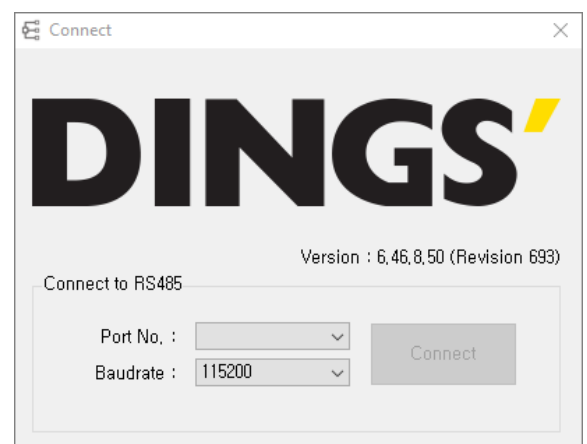 Connect
DINGS'
Version : 6,46,8,50 (Revision 693)
Connect to RS485
Port No, :
Connect
Baudrate : 115200